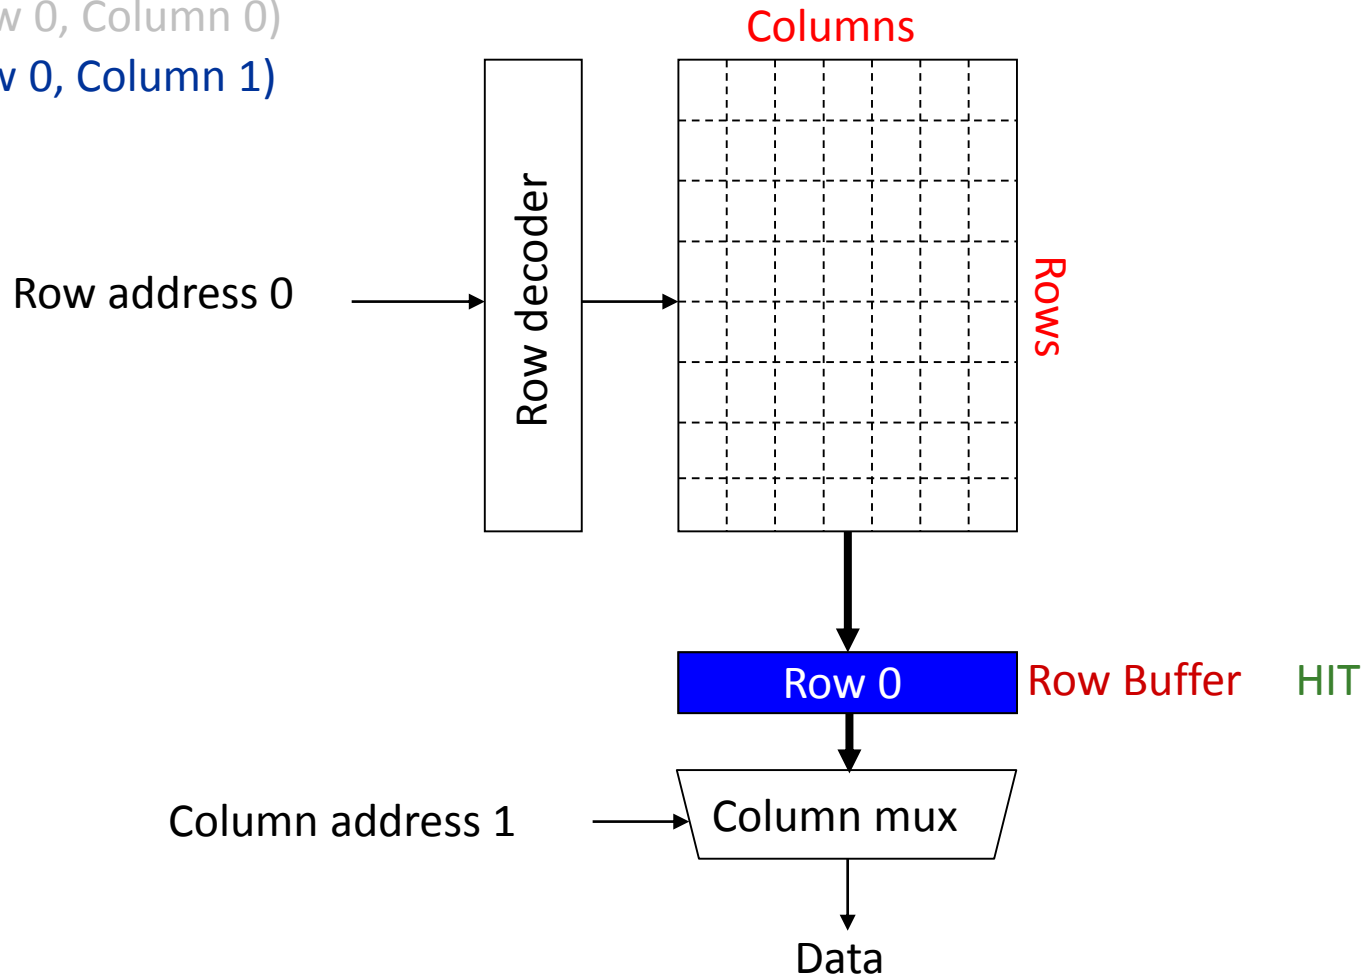 w 0, Column 0)
w 0, Column 1)
Columns
Row decoder
Row address 0
Rows
Row 0
Row Buffer
HIT
Column address 1
Column mux
Data